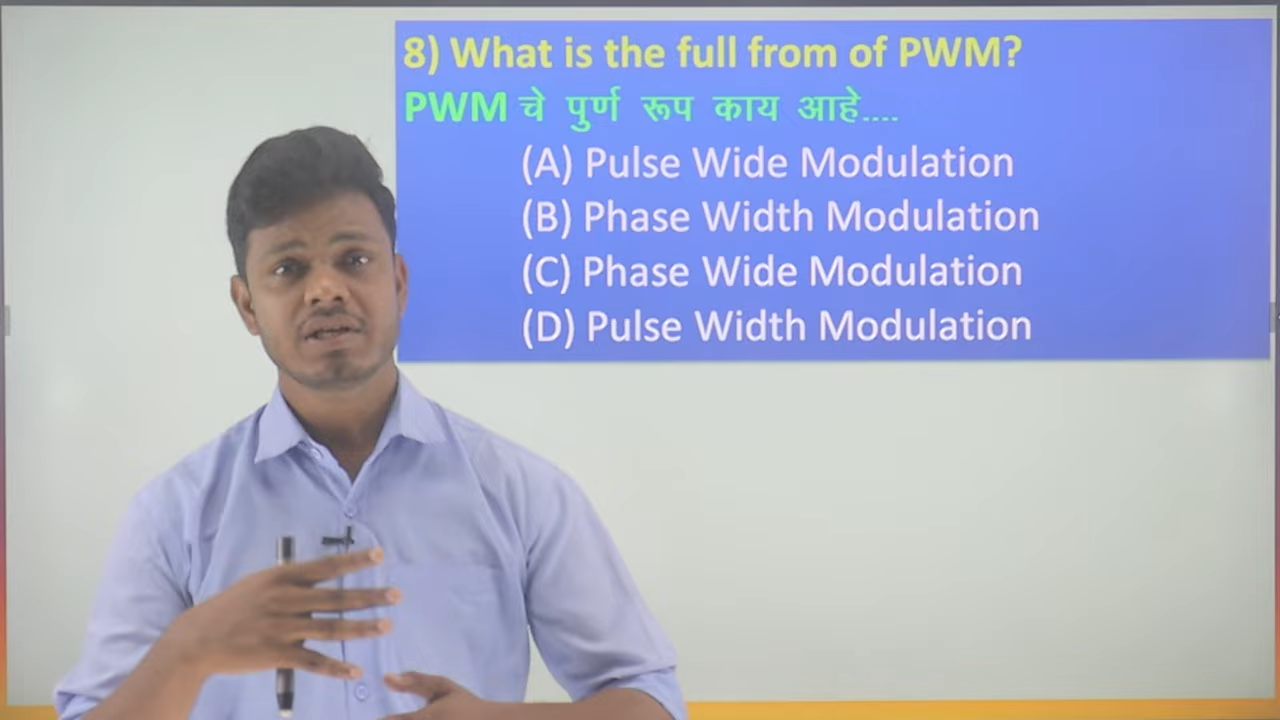 8) What is the full from of PWM?
PWM चे पुर्ण रूप काय आहे....
(A) Pulse Wide Modulation
(B) Phase Width Modulation
(C) Phase Wide Modulation
(D) Pulse Width Modulation